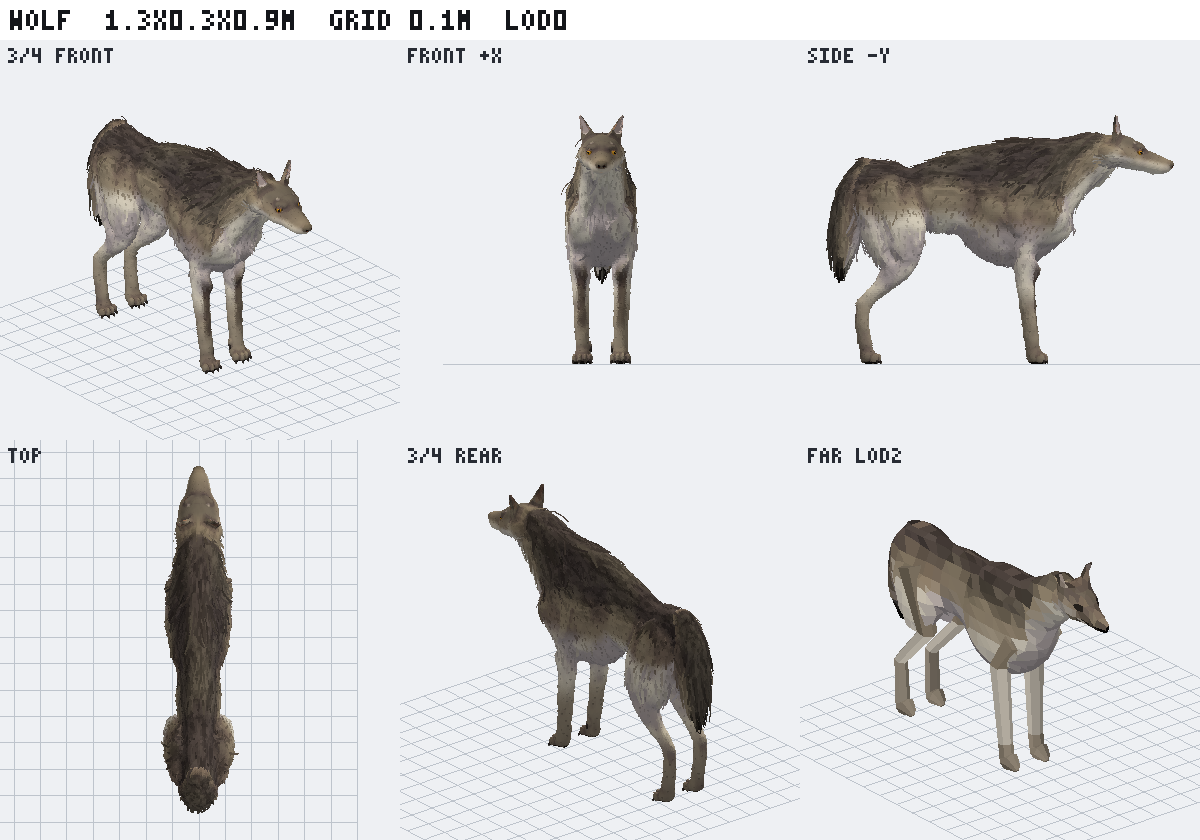 WOLF 1.3X0.3X0.9M GRID 0.1M LOD0
3/4 FRONT
FRONT +X
SIDE -Y
TOP
3/4 REAR
FAR LOD2